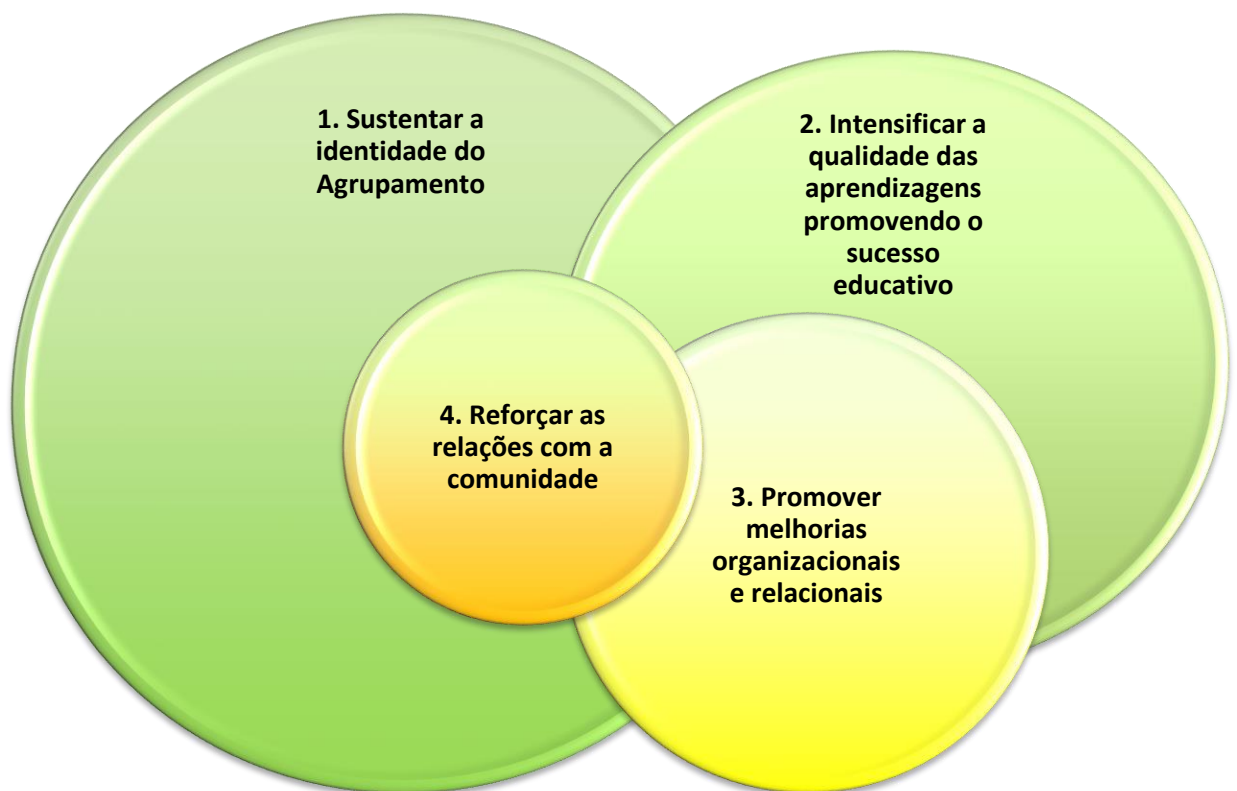 1. Sustentar a
identidade do
Agrupamento
2. Intensificar a
qualidade das
aprendizagens
promovendo o
sucesso
educativo
3. Promover
melhorias
organizacionais
e relacionais
4. Reforçar as
relações com a
comunidade